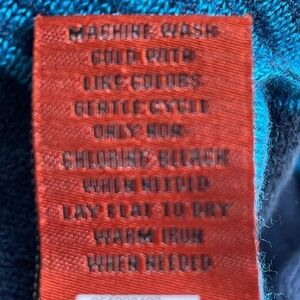 MACHINE WASH
COLD WITH
LIKE COLORS
GENTLE CYCLE
ONLY NON-
CHLORINE BLEACH
WHEN NEEDED
LAY FLAT TO DRY
WARM IRON
WHEN NEEDED